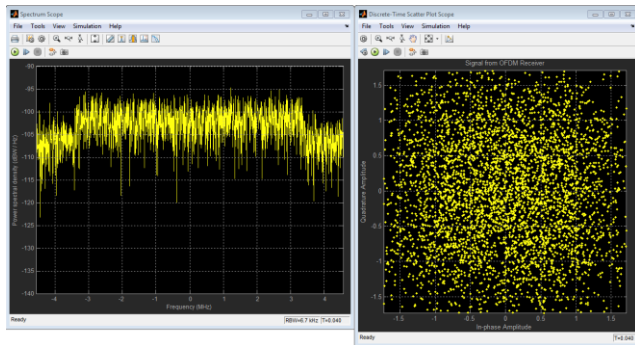 Spectrum Scope
File Tools View Simulation Help
-80
-95
-100
-105
-110
-115
-120
-125
-130
-135
-140
Power spectral density (dBW / Hz)
-4 -3 -2 -1 0 1 2 3 4
Frequency (MHz)
Ready RBW=6.7 kHz T=0.040
Discrete-Time Scatter Plot Scope
File Tools View Simulation Help
Signal from OFDM Receiver
1.5
1
0.5
0
-0.5
-1
-1.5
Quadrature Amplitude
-1.5 -1 -0.5 0 0.5 1 1.5
In-phase Amplitude
Ready T=0.040